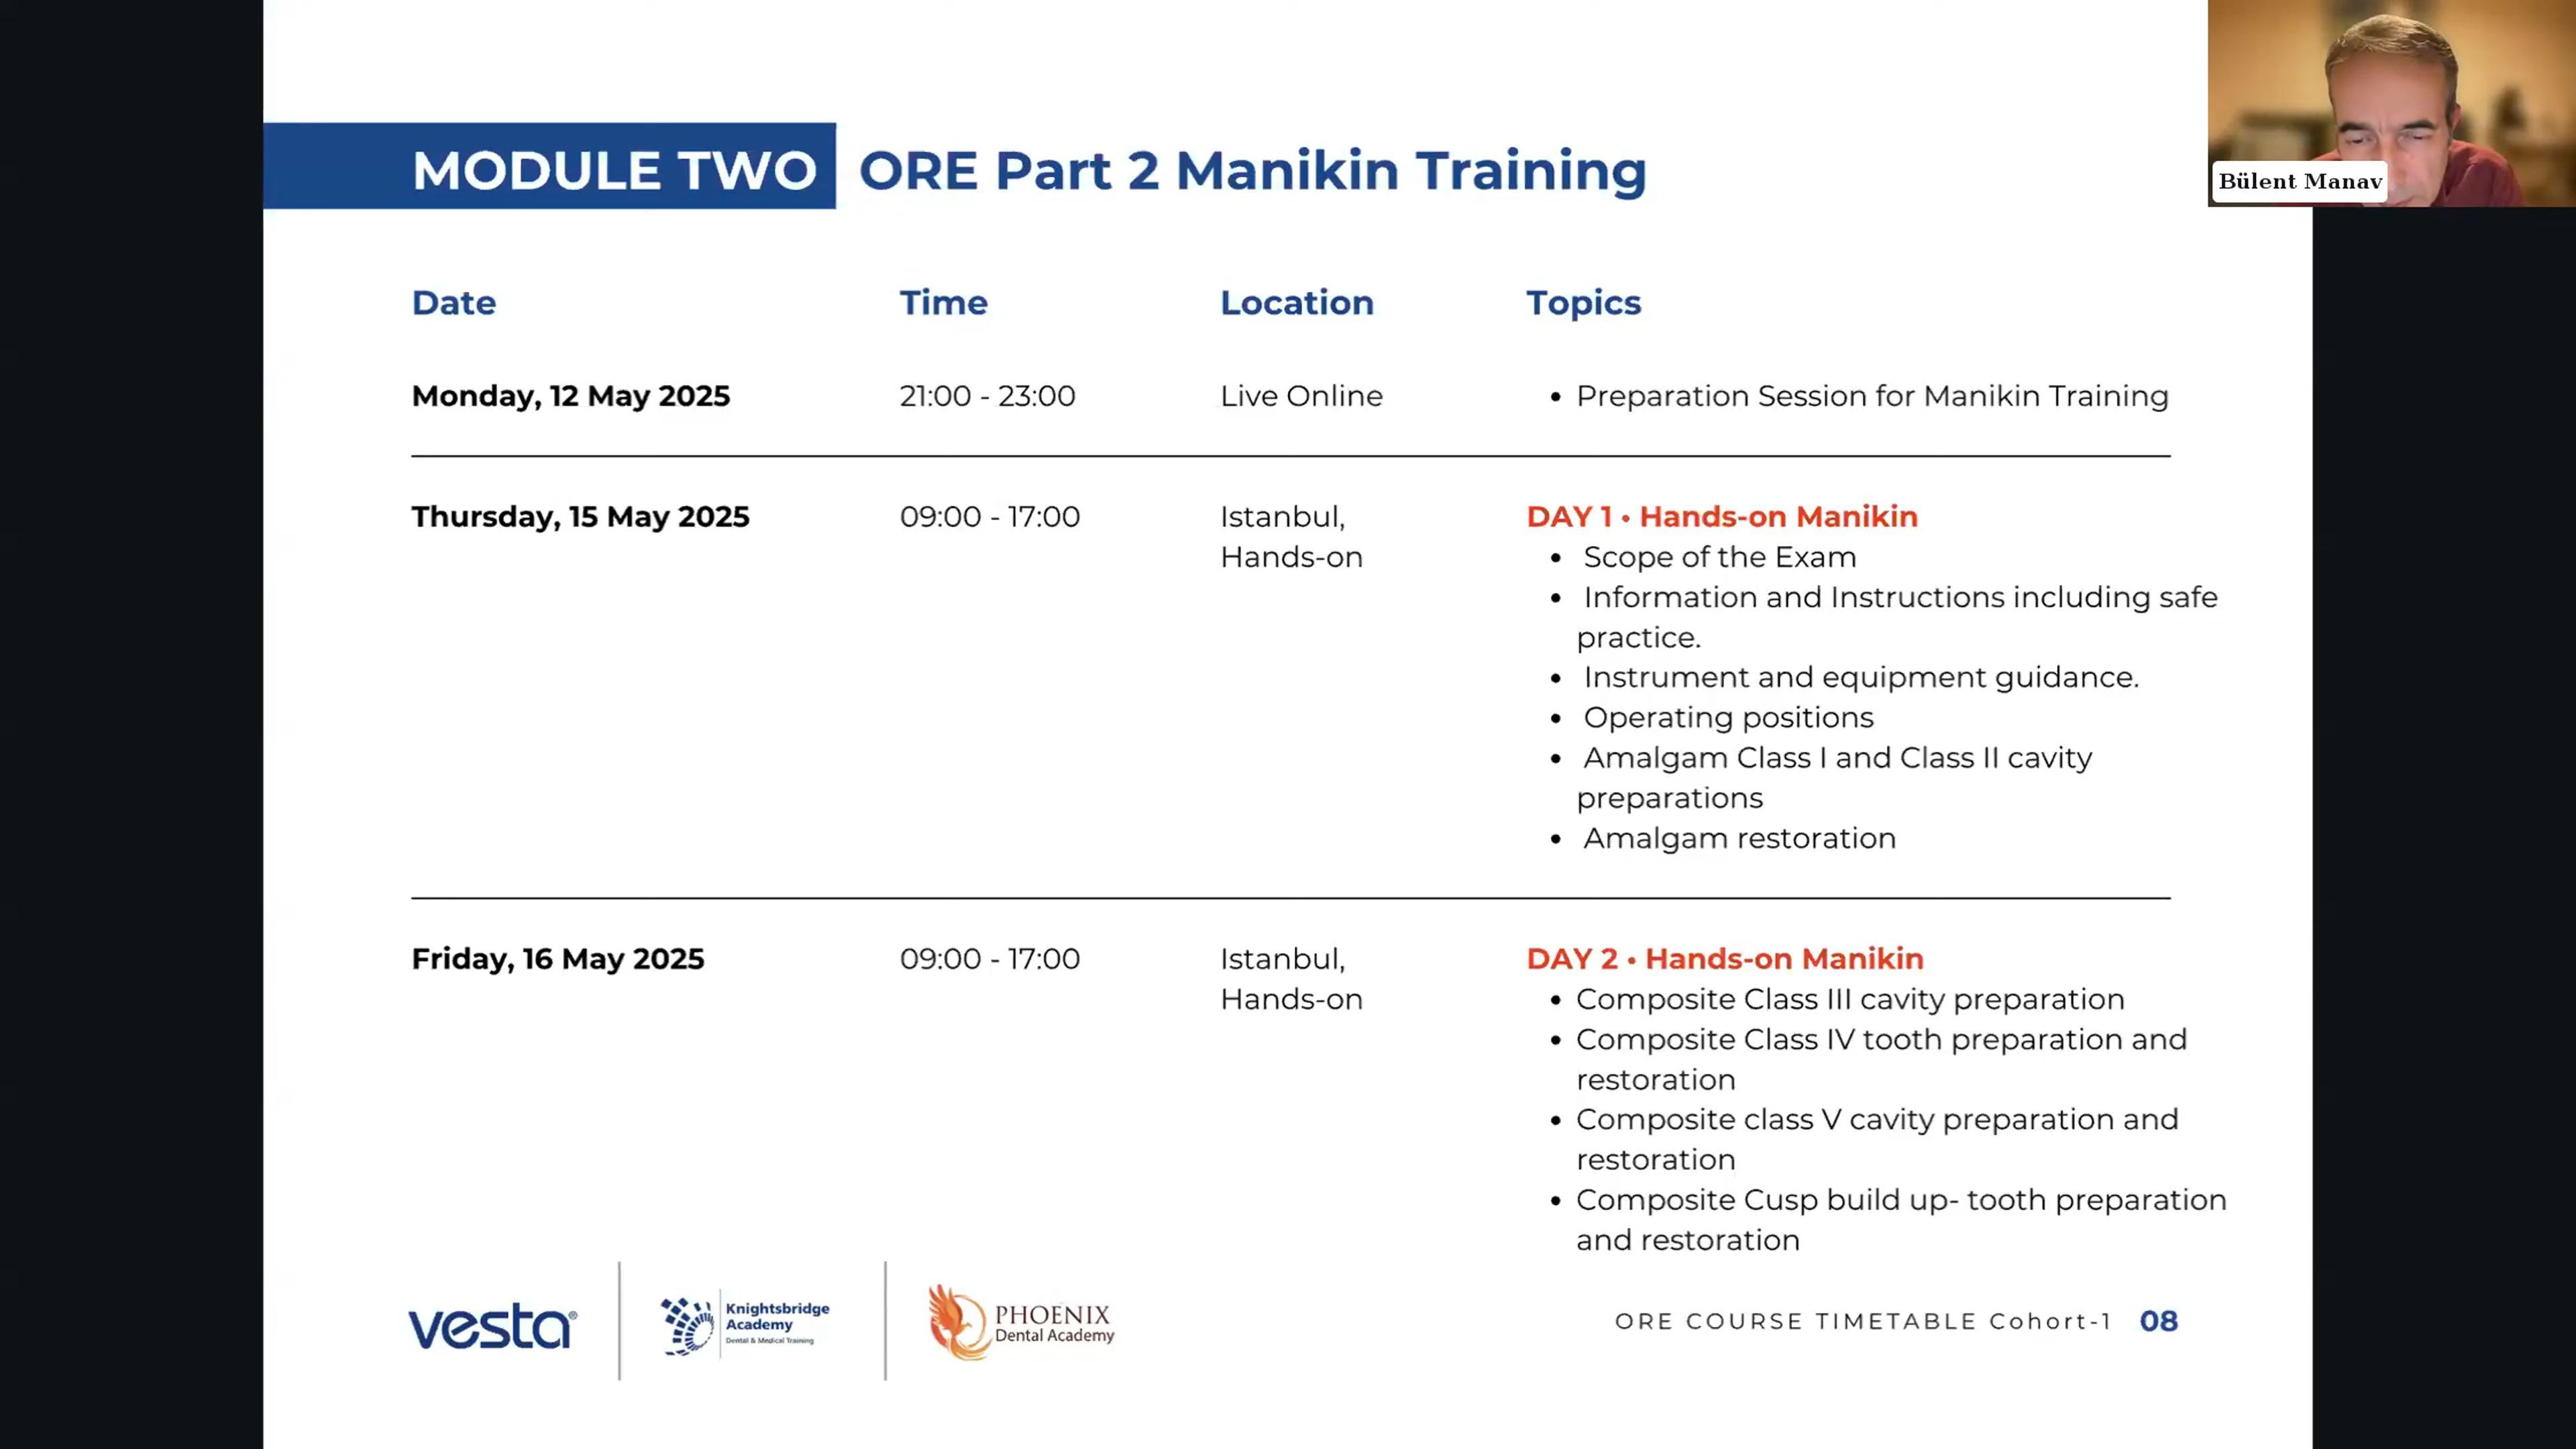 Bülent Manav
MODULE TWO ORE Part 2 Manikin Training
Date Time Location Topics
Monday, 12 May 2025 21:00 - 23:00 Live Online • Preparation Session for Manikin Training
Thursday, 15 May 2025 09:00 - 17:00 Istanbul, DAY 1 • Hands-on Manikin
Hands-on • Scope of the Exam
• Information and Instructions including safe
practice.
• Instrument and equipment guidance.
• Operating positions
• Amalgam Class I and Class II cavity
preparations
• Amalgam restoration
Friday, 16 May 2025 09:00 - 17:00 Istanbul, DAY 2 • Hands-on Manikin
Hands-on • Composite Class III cavity preparation
• Composite Class IV tooth preparation and
restoration
• Composite class V cavity preparation and
restoration
• Composite Cusp build up- tooth preparation
and restoration
vesta®
Knightsbridge
Academy
Dental & Medical Training
PHOENIX
Dental Academy
ORE COURSE TIMETABLE Cohort-1 08